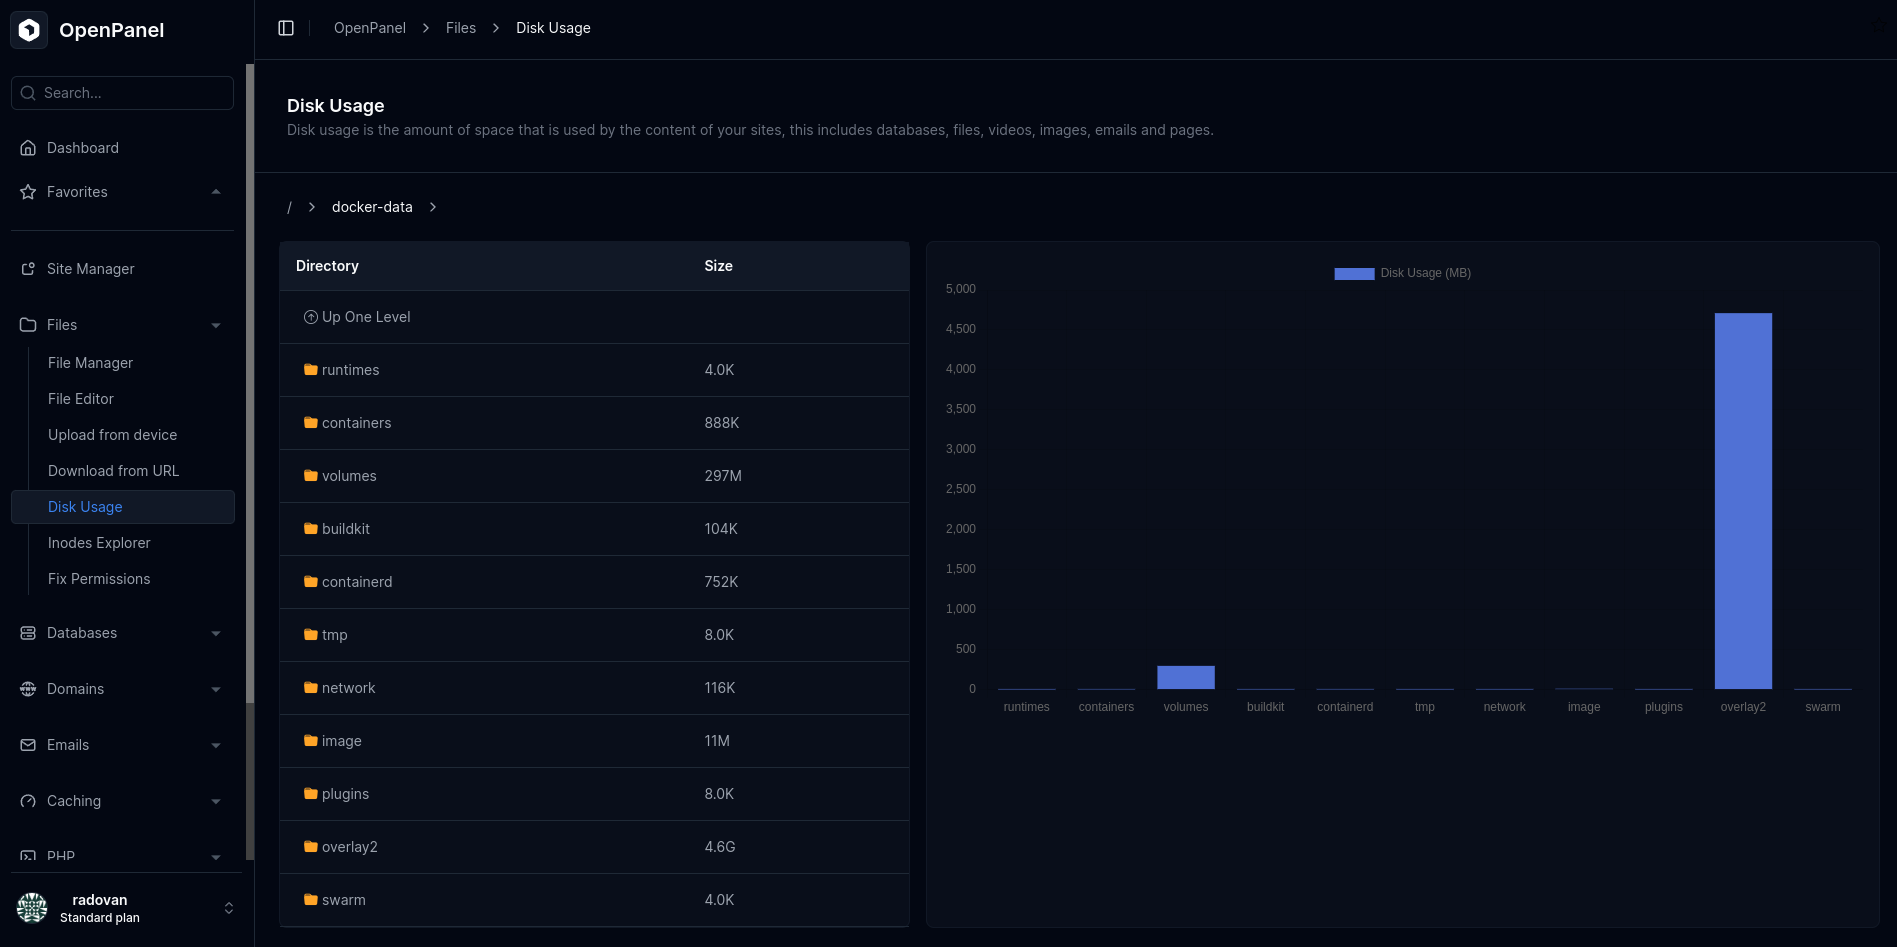 OpenPanel
Search...
Dashboard
Favorites
Site Manager
Files
File Manager
File Editor
Upload from device
Download from URL
Disk Usage
Inodes Explorer
Fix Permissions
Databases
Domains
Emails
Caching
PHP
radovan
Standard plan
OpenPanel > Files > Disk Usage
Disk Usage
Disk usage is the amount of space that is used by the content of your sites, this includes databases, files, videos, images, emails and pages.
/ > docker-data >
Directory Size
Up One Level
runtimes 4.0K
containers 888K
volumes 297M
buildkit 104K
containerd 752K
tmp 8.0K
network 116K
image 11M
plugins 8.0K
overlay2 4.6G
swarm 4.0K
Disk Usage (MB)
5,000
4,500
4,000
3,500
3,000
2,500
2,000
1,500
1,000
500
0
runtimes containers volumes buildkit containerd tmp network image plugins overlay2 swarm